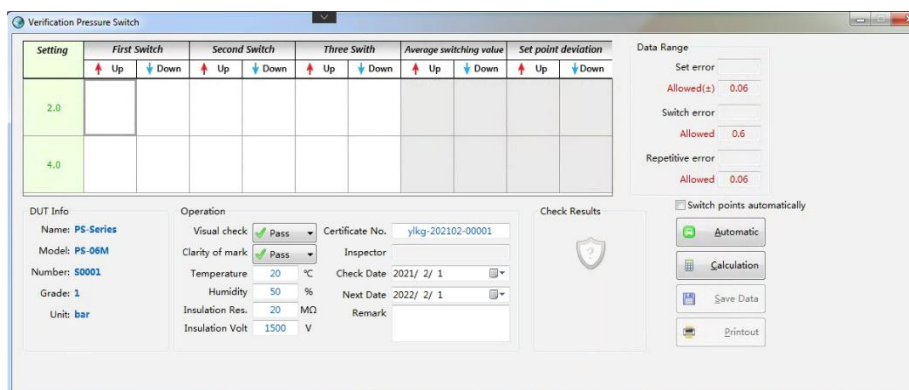 Verification Pressure Switch
Setting First Switch Second Switch Three Swith Average switching value Set point deviation
Up Down Up Down Up Down Up Down Up Down
2.0
4.0
Data Range
Set error
Allowed(±) 0.06
Switch error
Allowed 0.6
Repetitive error
Allowed 0.06
DUT Info
Name: PS-Series
Model: PS-06M
Number: S0001
Grade: 1
Unit: bar
Operation
Visual check Pass
Clarity of mark Pass
Temperature 20 ℃
Humidity 50 %
Insulation Res. 20 MΩ
Insulation Volt 1500 V
Certificate No. ylkg-202102-00001
Inspector
Check Date 2021/ 2/ 1
Next Date 2022/ 2/ 1
Remark
Check Results
?
Switch points automatically
Automatic
Calculation
Save Data
Printout